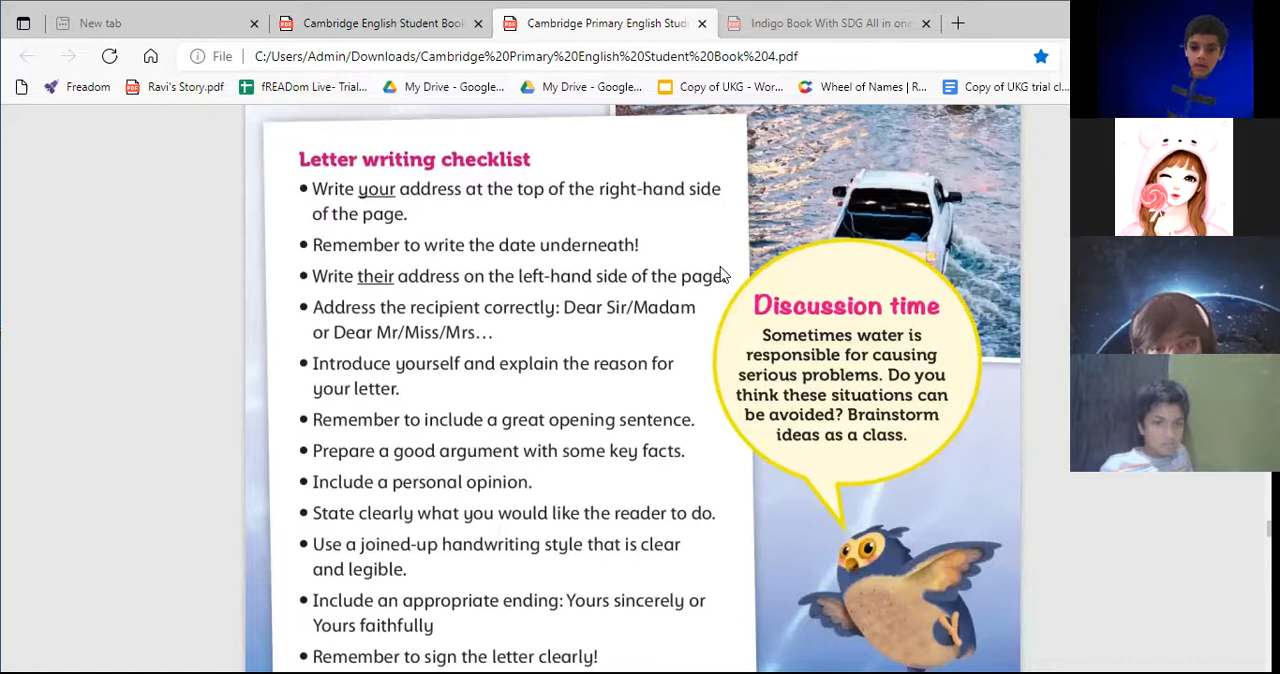 New tab
Cambridge English Student Boo
Cambridge Primary English Stud
Indigo Book With SDG All in one
File
C:/Users/Admin/Downloads/Cambridge%20Primary%20English%20Student%20Book%204.pdf
Freadom
Ravi's Story.pdf
fREADom Live- Trial...
My Drive - Google...
My Drive - Google...
Copy of UKG - Wor...
Wheel of Names | R...
Copy of UKG trial cl...
Letter writing checklist
• Write your address at the top of the right-hand side
of the page.
• Remember to write the date underneath!
• Write their address on the left-hand side of the page.
• Address the recipient correctly: Dear Sir/Madam
or Dear Mr/Miss/Mrs...
• Introduce yourself and explain the reason for
your letter.
• Remember to include a great opening sentence.
• Prepare a good argument with some key facts.
• Include a personal opinion.
• State clearly what you would like the reader to do.
• Use a joined-up handwriting style that is clear
and legible.
• Include an appropriate ending: Yours sincerely or
Yours faithfully
• Remember to sign the letter clearly!
Discussion time
Sometimes water is
responsible for causing
serious problems. Do you
think these situations can
be avoided? Brainstorm
ideas as a class.